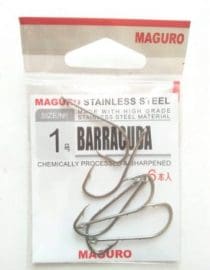 MAGURO
MAGURO STAINLESS STEEL
SIZE/Nº
MADE WITH HIGH GRADE
STAINLESS STEEL MATERIAL
1号 BARRACUDA
CHEMICALLY PROCESSED & SHARPENED
6本入
MAGURO